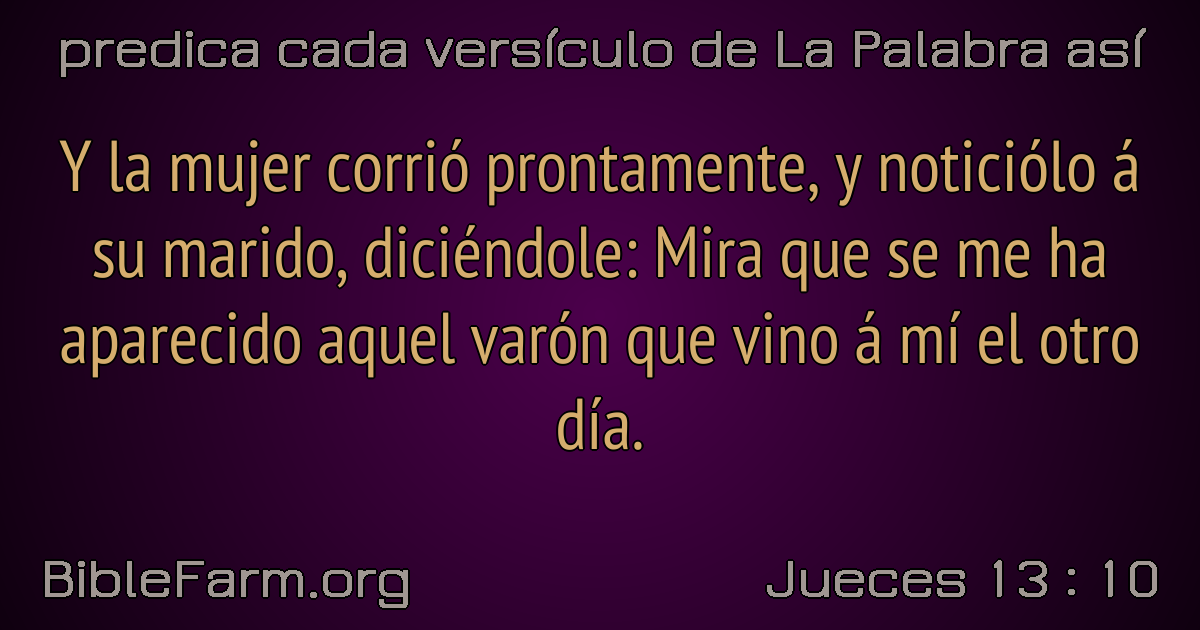 predica cada versículo de La Palabra así
Y la mujer corrió prontamente, y noticiólo á
su marido, diciéndole: Mira que se me ha
aparecido aquel varón que vino á mí el otro
día.
BibleFarm.org
Jueces 13 : 10